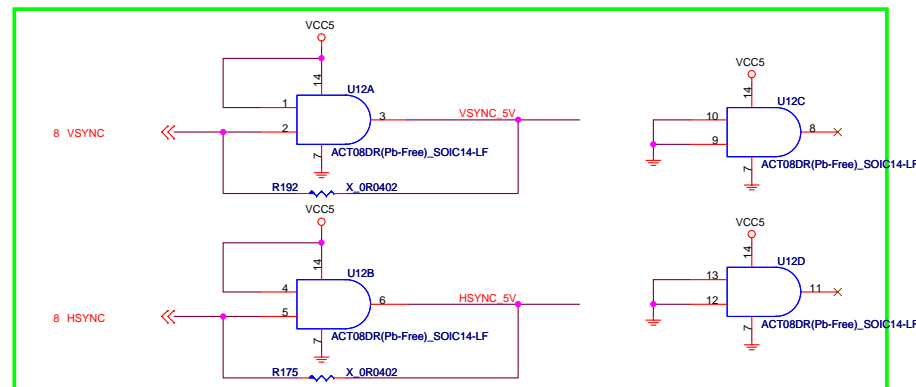 VCC5
14
U12A
1
2
3
VSYNC_5V
8 VSYNC
7
ACT08DR(Pb-Free)_SOIC14-LF
R192
X_0R0402
VCC5
14
U12C
10
9
8
7
ACT08DR(Pb-Free)_SOIC14-LF
VCC5
14
U12B
4
5
6
HSYNC_5V
8 HSYNC
7
ACT08DR(Pb-Free)_SOIC14-LF
R175
X_0R0402
VCC5
14
U12D
13
12
11
7
ACT08DR(Pb-Free)_SOIC14-LF